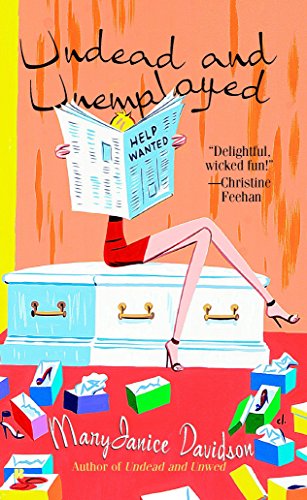 Undead and
Unemployed
HELP
WANTED
"Delightful,
wicked fun!"
—Christine
Feehan
MaryJanice Davidson
Author of Undead and Unwed